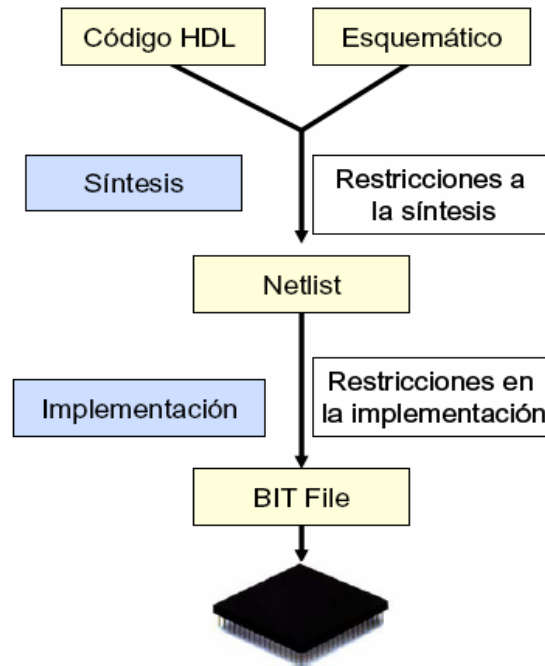 Código HDL
Esquemático
Síntesis
Restricciones a
la síntesis
Netlist
Implementación
Restricciones en
la implementación
BIT File